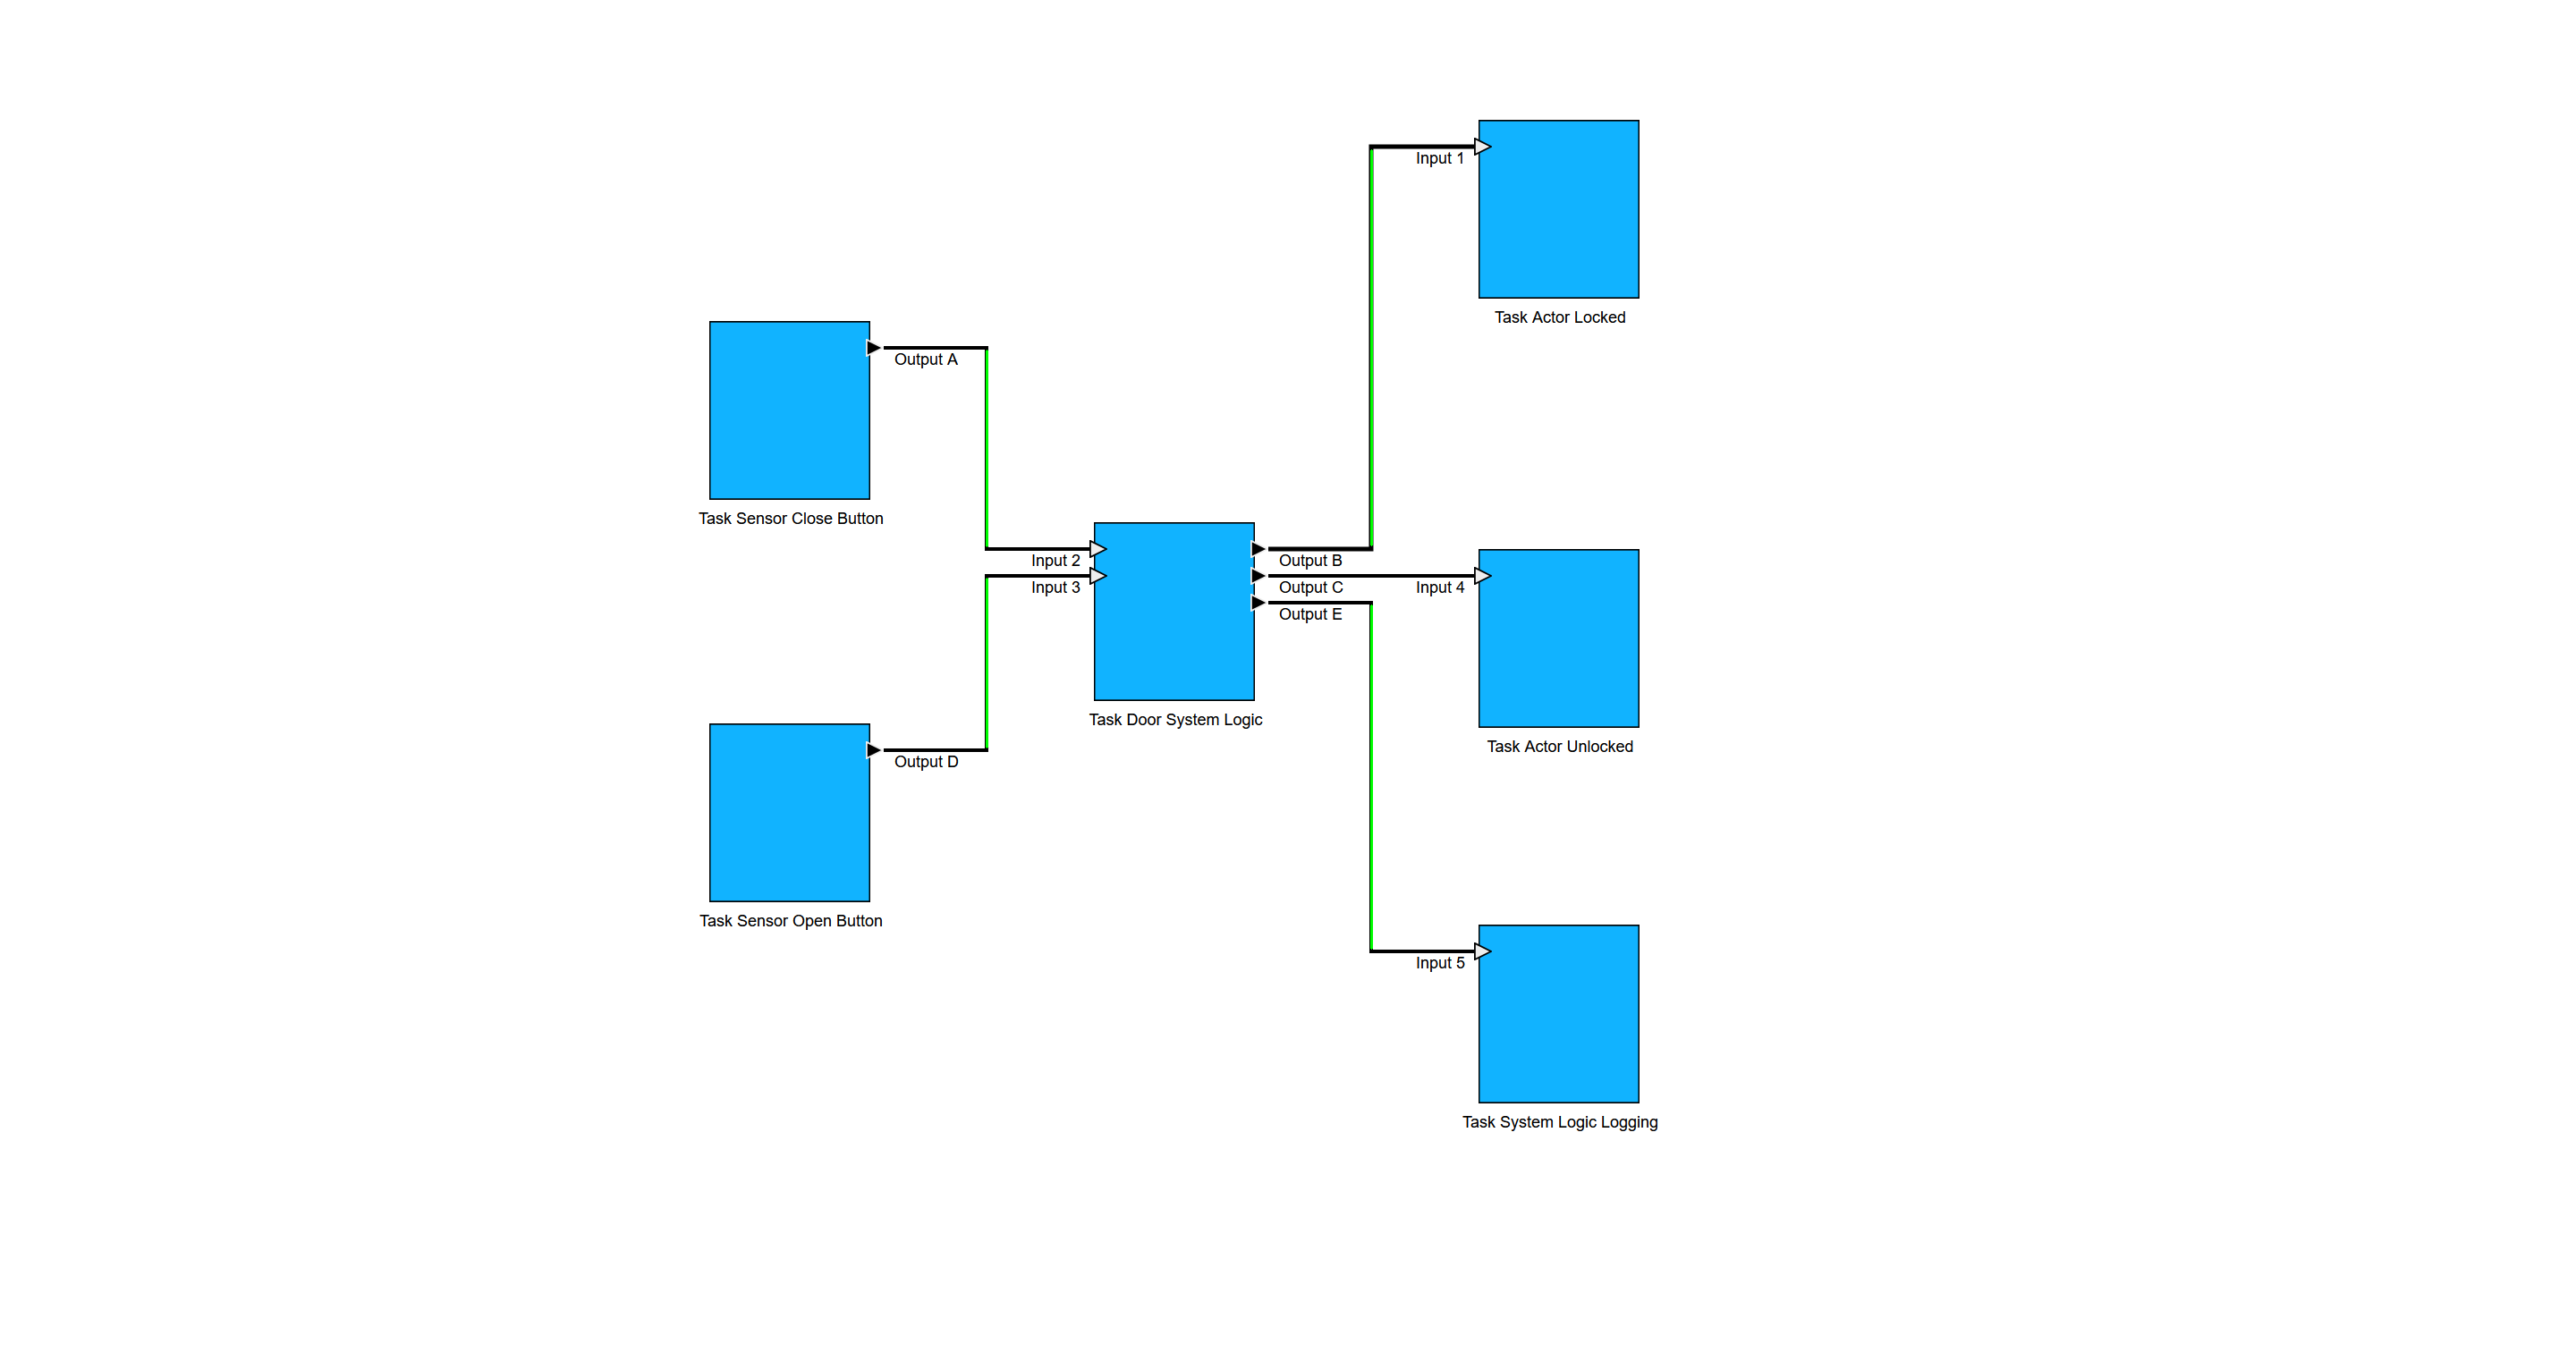 Input 1
Task Actor Locked
Output A
Task Sensor Close Button
Input 2
Input 3
Output B
Output C
Output E
Input 4
Task Door System Logic
Task Actor Unlocked
Output D
Task Sensor Open Button
Input 5
Task System Logic Logging